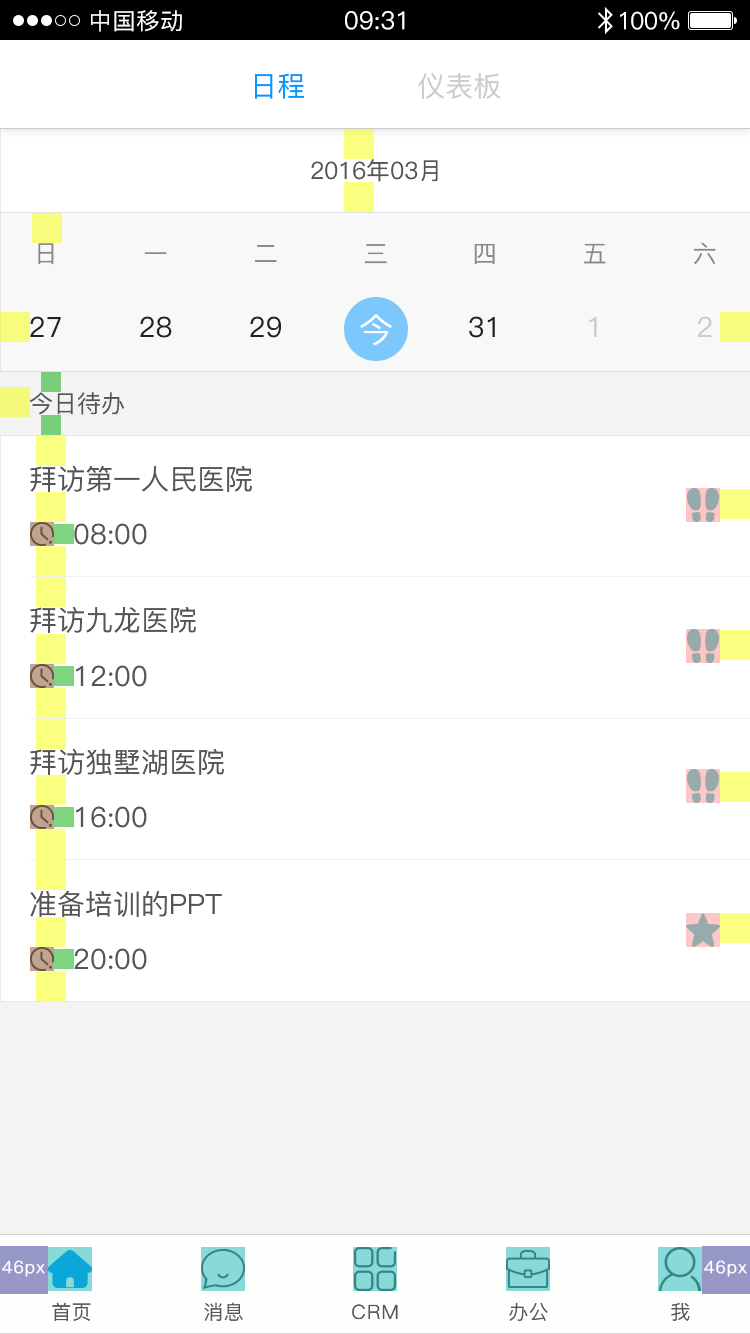 中国移动 09:31 100%
日程 仪表板
2016年03月
日 一 二 三 四 五 六
27 28 29 今 31 1 2
今日待办
拜访第一人民医院
08:00
拜访九龙医院
12:00
拜访独墅湖医院
16:00
准备培训的PPT
20:00
46px 46px
首页 消息 CRM 办公 我